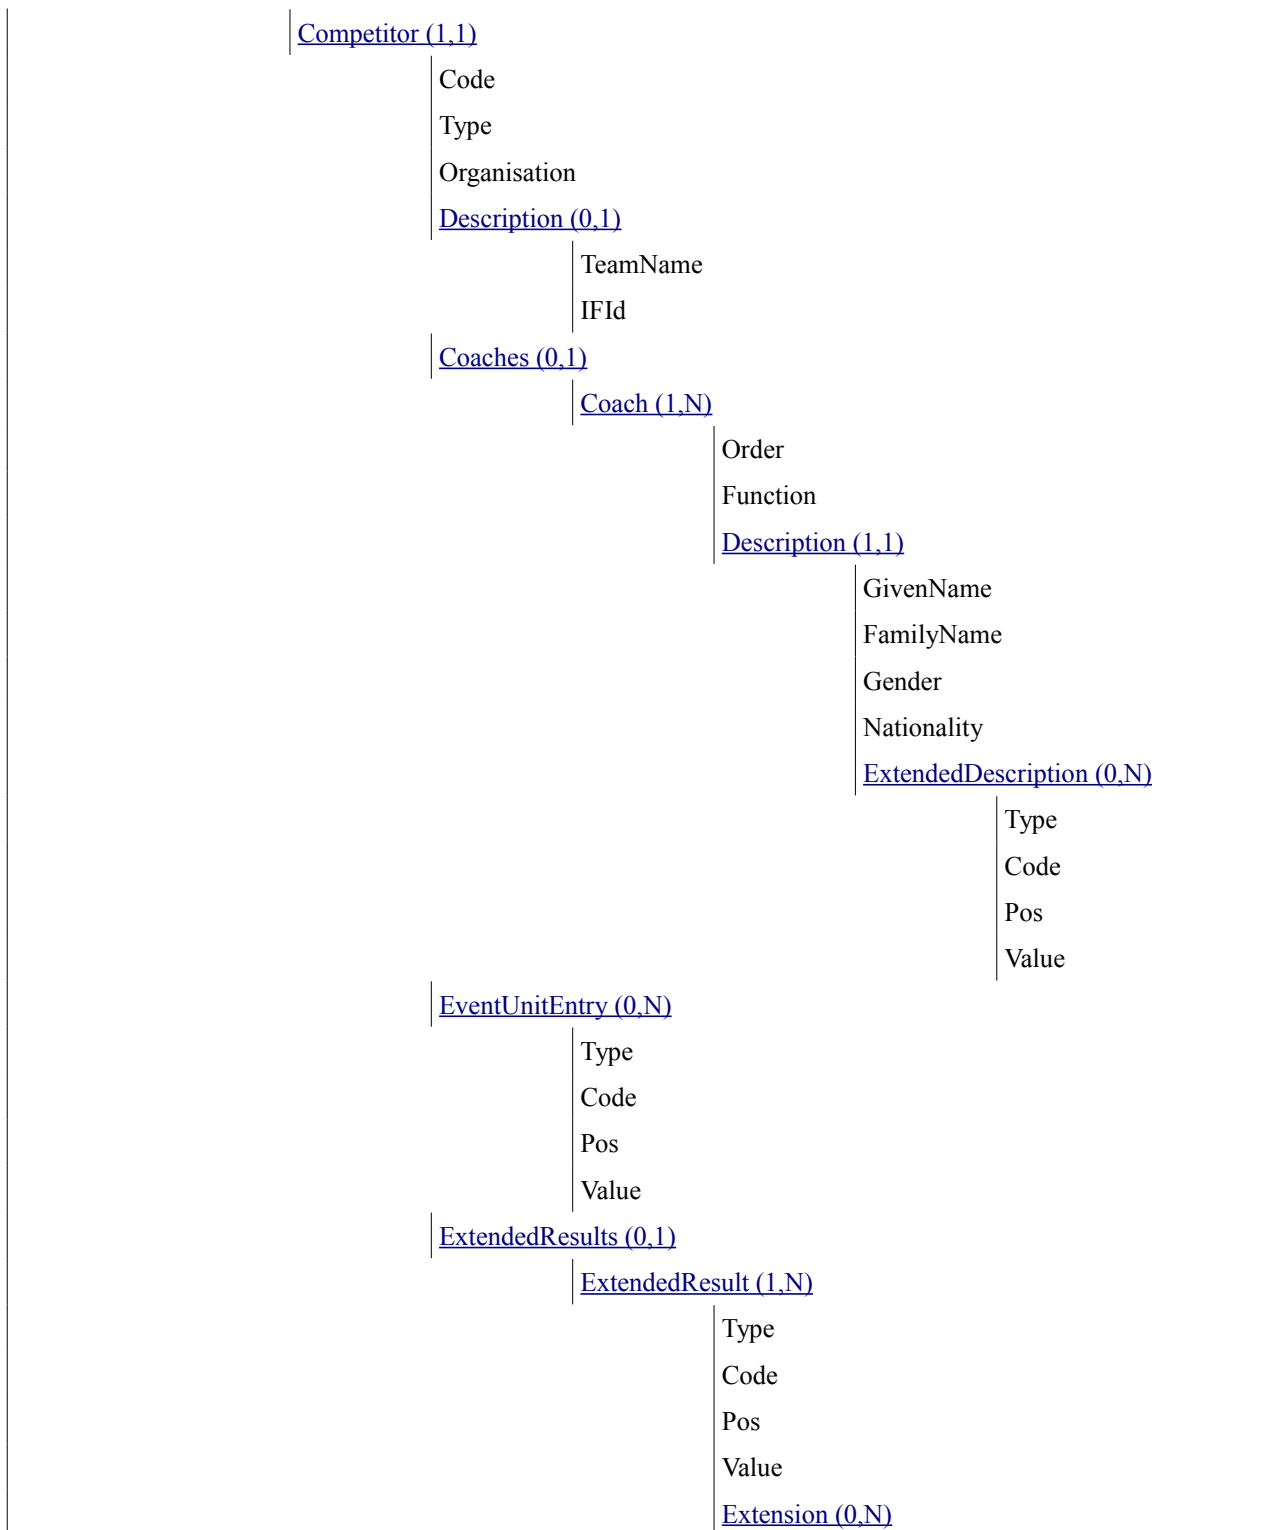 Competitor (1,1)
Code
Type
Organisation
Description (0,1)
TeamName
IFId
Coaches (0,1)
Coach (1,N)
Order
Function
Description (1,1)
GivenName
FamilyName
Gender
Nationality
ExtendedDescription (0,N)
Type
Code
Pos
Value
EventUnitEntry (0,N)
Type
Code
Pos
Value
ExtendedResults (0,1)
ExtendedResult (1,N)
Type
Code
Pos
Value
Extension (0,N)